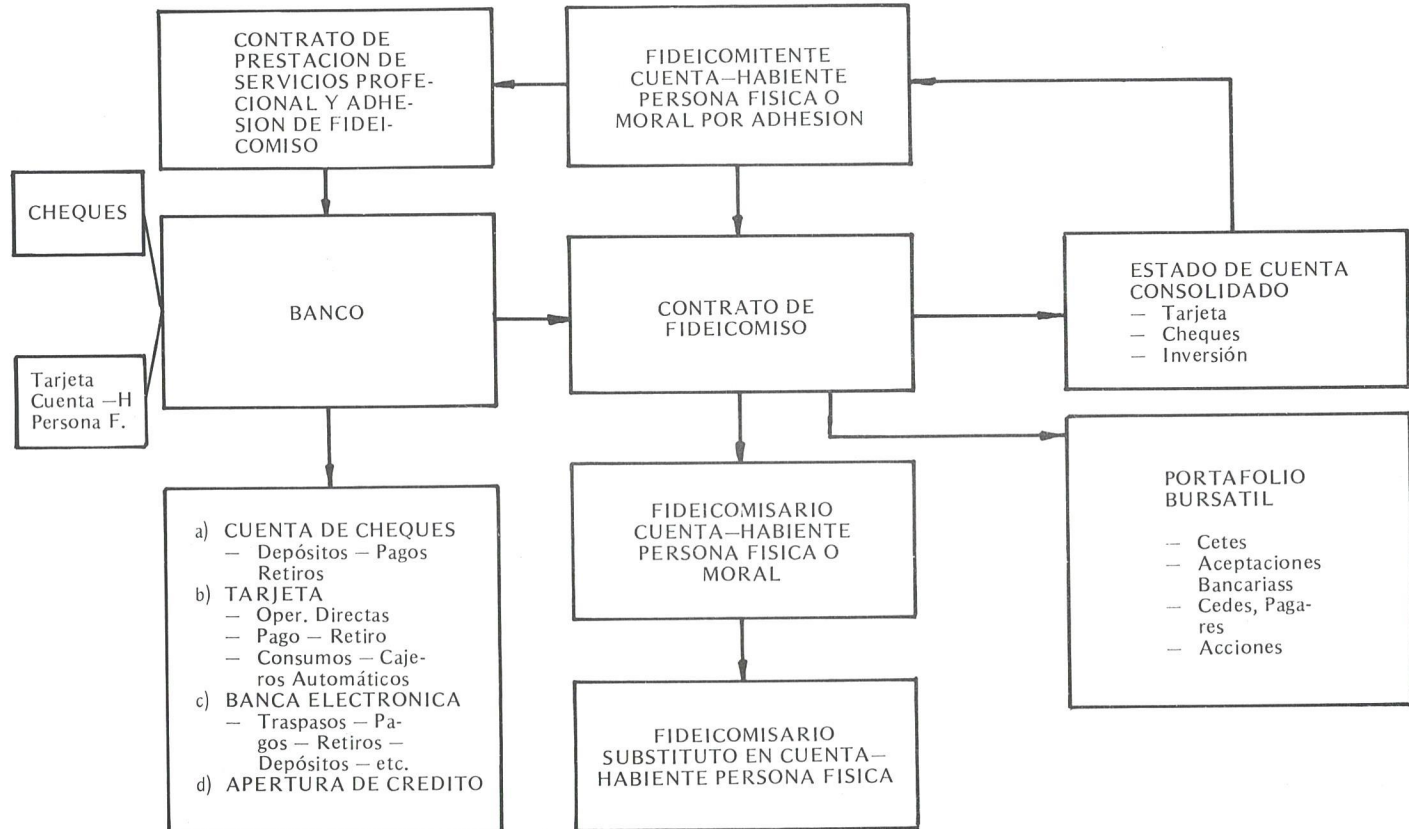 CONTRATO DE
PRESTACION DE
SERVICIOS PROFE-
CIONAL Y ADHE-
SION DE FIDEI-
COMISO
FIDEICOMITENTE
CUENTA—HABIENTE
PERSONA FISICA O
MORAL POR ADHESION
CHEQUES
Tarjeta
Cuenta —H
Persona F.
BANCO
CONTRATO DE
FIDEICOMISO
ESTADO DE CUENTA
CONSOLIDADO
— Tarjeta
— Cheques
— Inversión
a) CUENTA DE CHEQUES
— Depósitos — Pagos
Retiros
b) TARJETA
— Oper. Directas
— Pago — Retiro
— Consumos — Caje-
ros Automáticos
c) BANCA ELECTRONICA
— Traspasos — Pa-
gos — Retiros —
Depósitos — etc.
d) APERTURA DE CREDITO
FIDEICOMISARIO
CUENTA—HABIENTE
PERSONA FISICA O
MORAL
FIDEICOMISARIO
SUBSTITUTO EN CUENTA—
HABIENTE PERSONA FISICA
PORTAFOLIO
BURSATIL
— Cetes
— Aceptaciones
Bancariass
— Cedes, Paga-
res
— Acciones